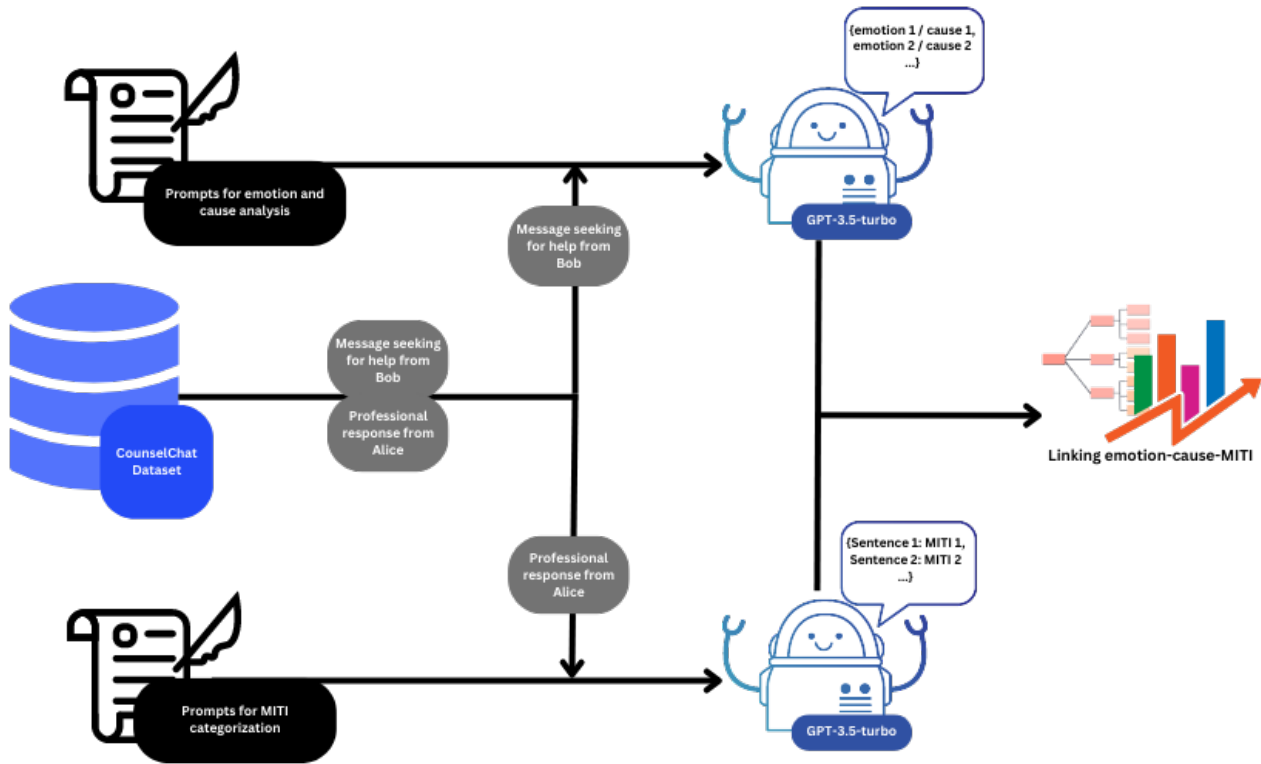 {emotion 1 / cause 1,
emotion 2 / cause 2
...}
Prompts for emotion and
cause analysis
GPT-3.5-turbo
Message seeking
for help from
Bob
Message seeking
for help from
Bob
Professional
response from
Alice
CounselChat
Dataset
Linking emotion-cause-MITI
Professional
response from
Alice
{Sentence 1: MITI 1,
Sentence 2: MITI 2
....}
Prompts for MITI
categorization
GPT-3.5-turbo